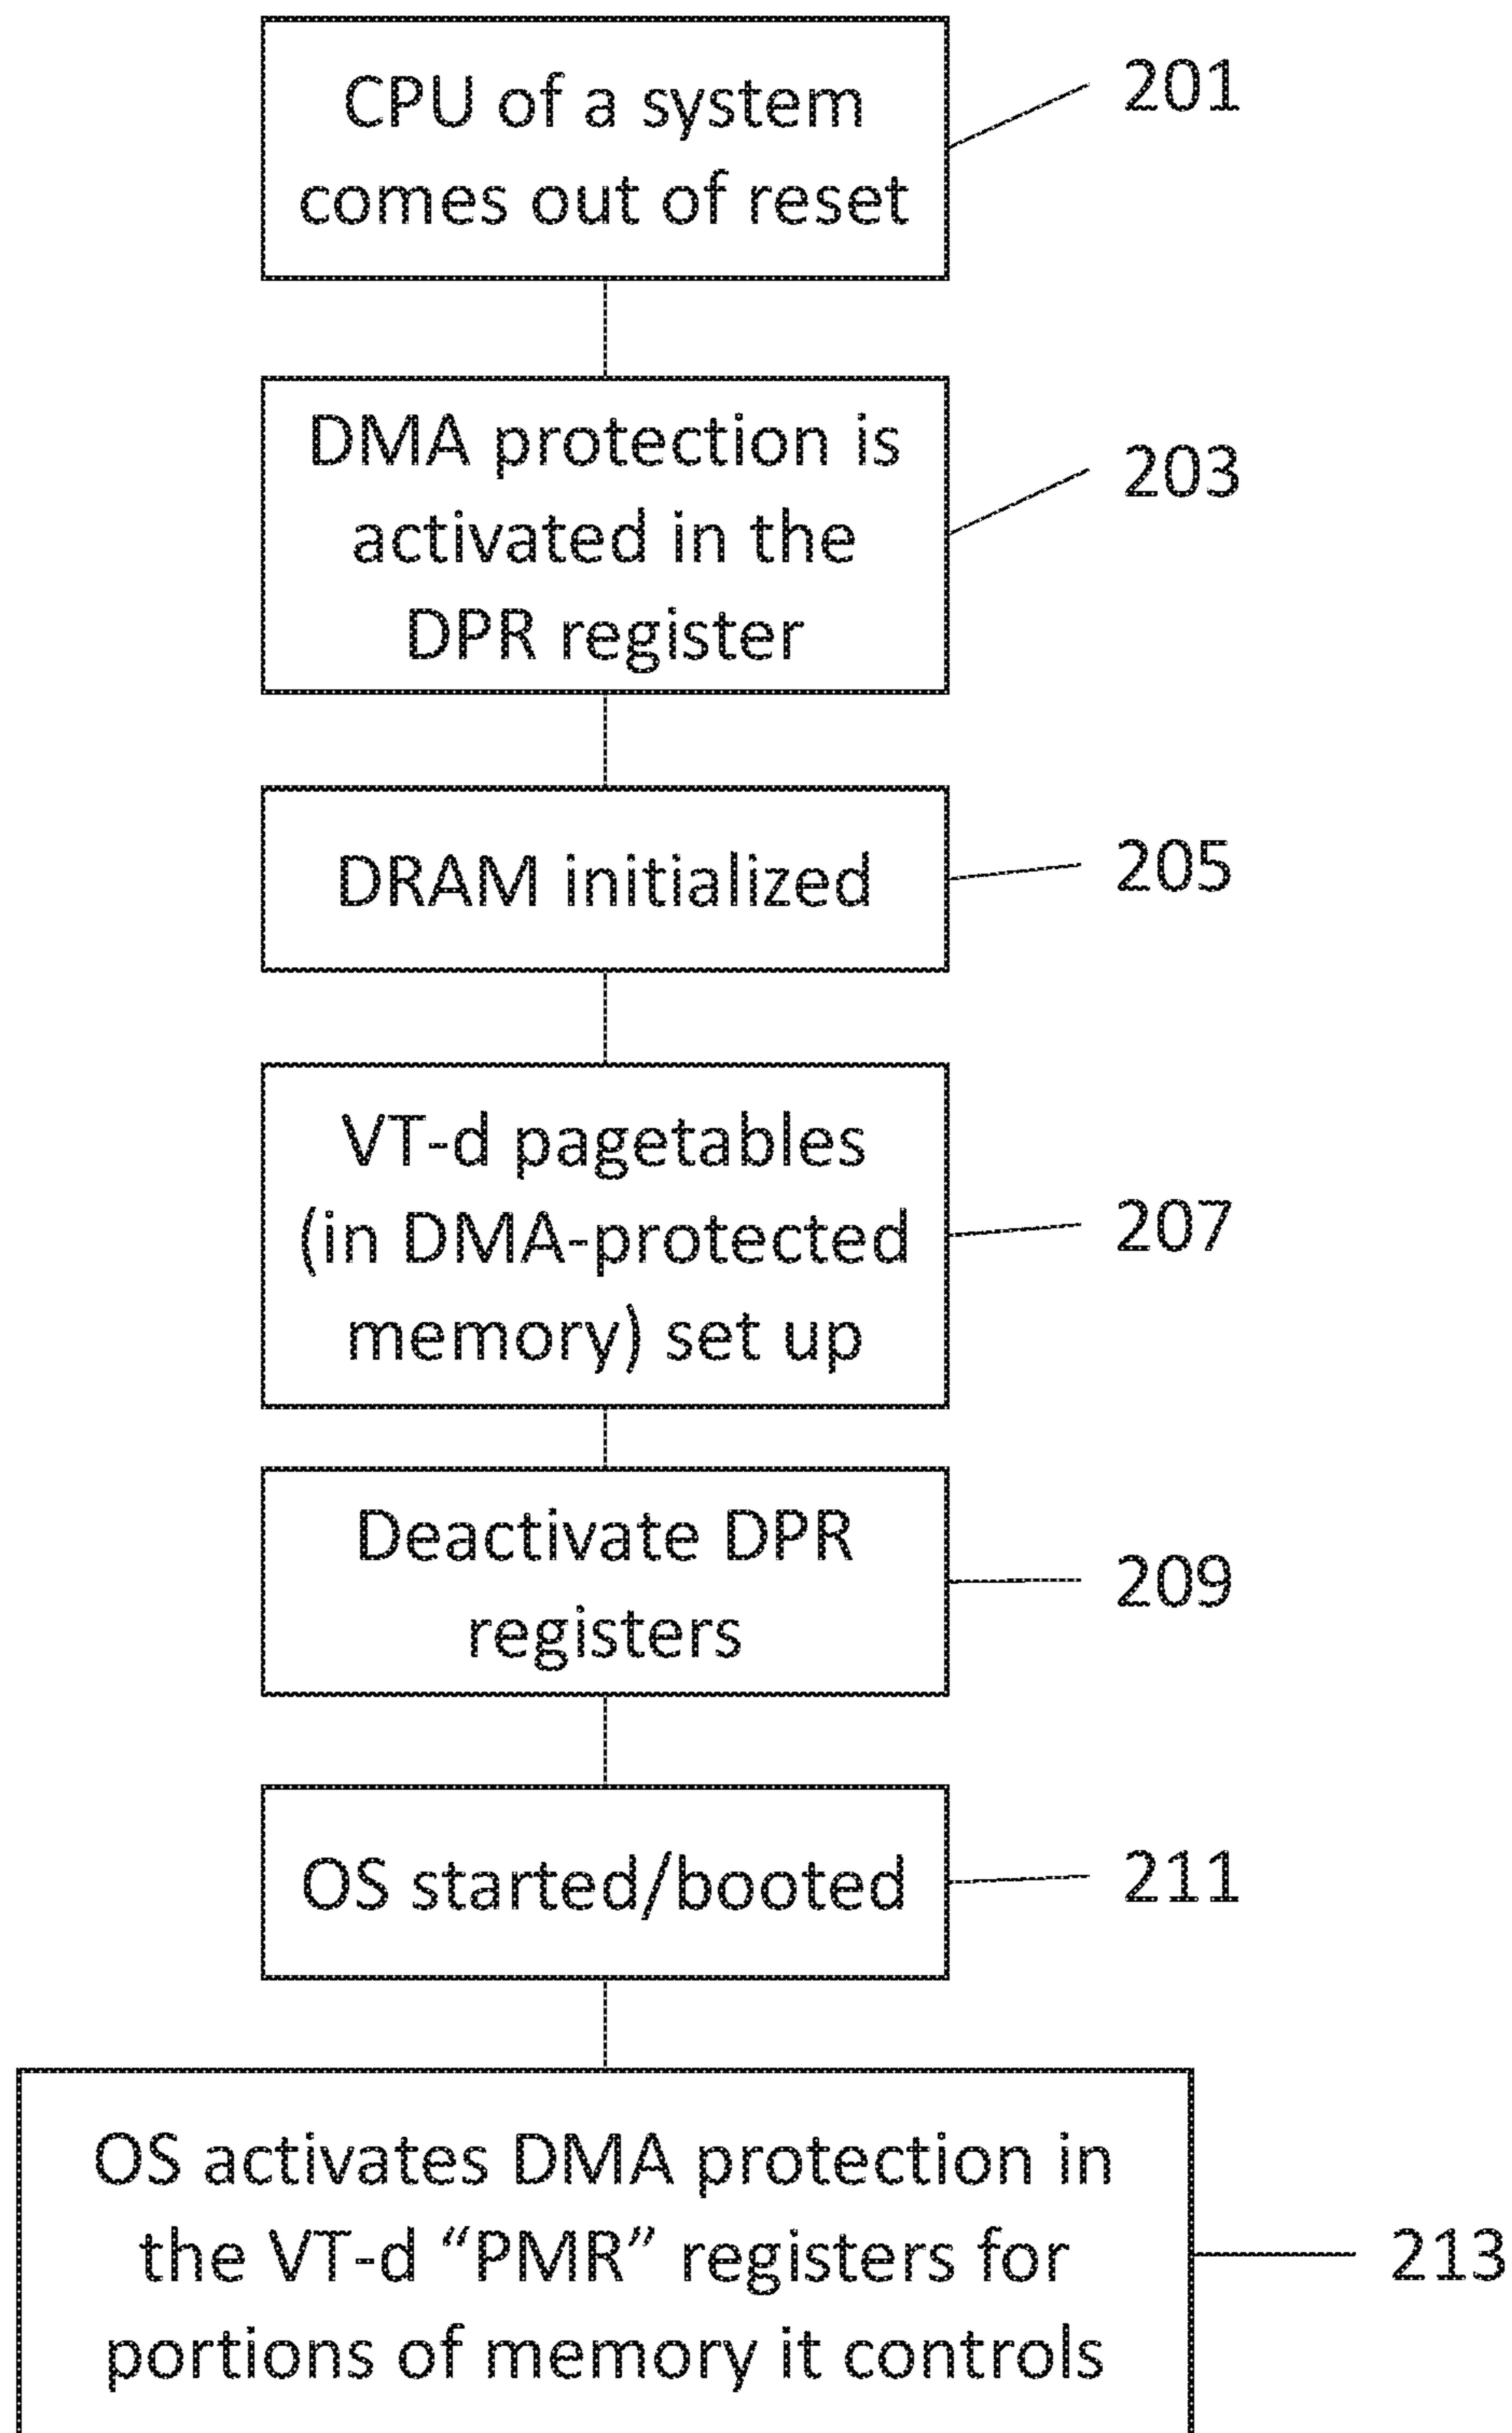 CPU of a system
comes out of reset
201
DMA protection is
activated in the
DPR register
203
DRAM initialized
205
VT-d pagetables
(in DMA-protected
memory) set up
207
Deactivate DPR
registers
209
OS started/booted
211
OS activates DMA protection in
the VT-d “PMR” registers for
portions of memory it controls
213